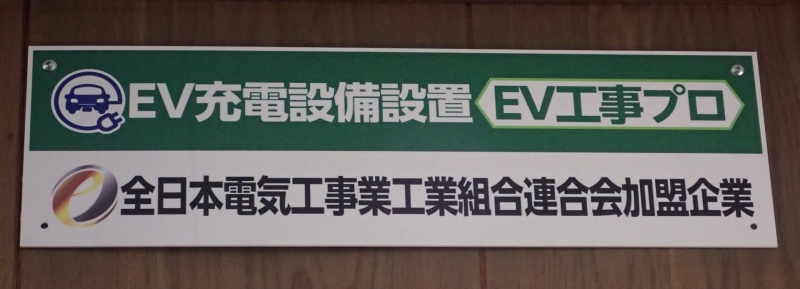 EV充電設備設置 EV工事プロ
全日本電気工事業工業組合連合会加盟企業